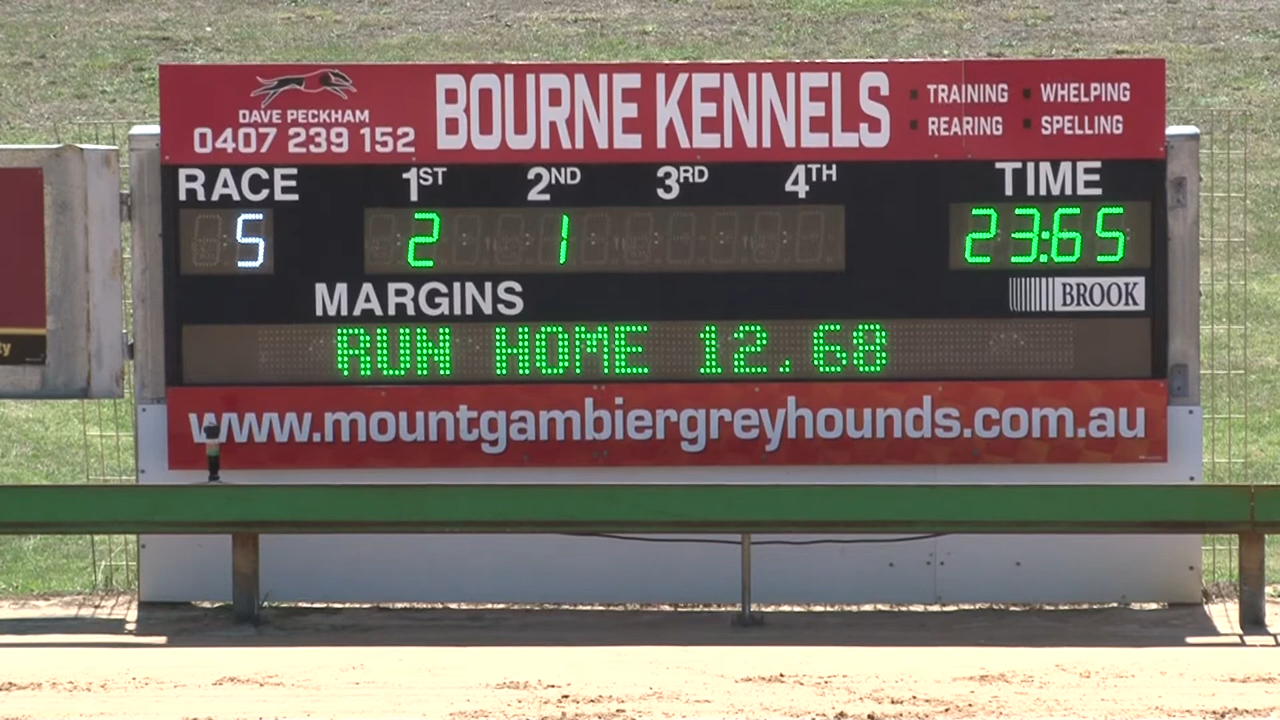 DAVE PECKHAM
0407 239 152
BOURNE KENNELS
TRAINING WHELPING
REARING SPELLING
RACE 1ST 2ND 3RD 4TH TIME
5 2 1 23:65
MARGINS
BROOK
RUN HOME 12.68
www.mountgambiergreyhounds.com.au